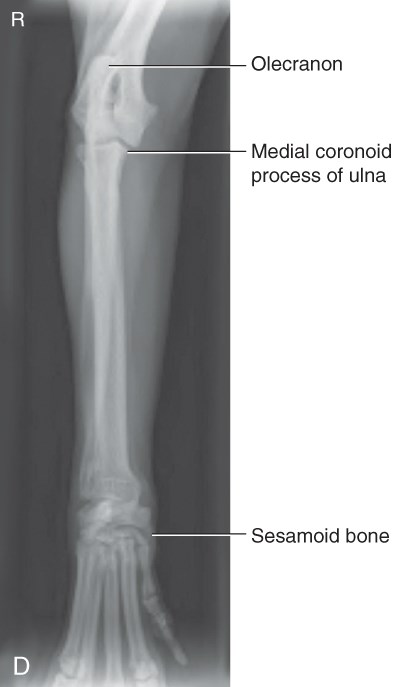 R
Olecranon
Medial coronoid
process of ulna
Sesamoid bone
D